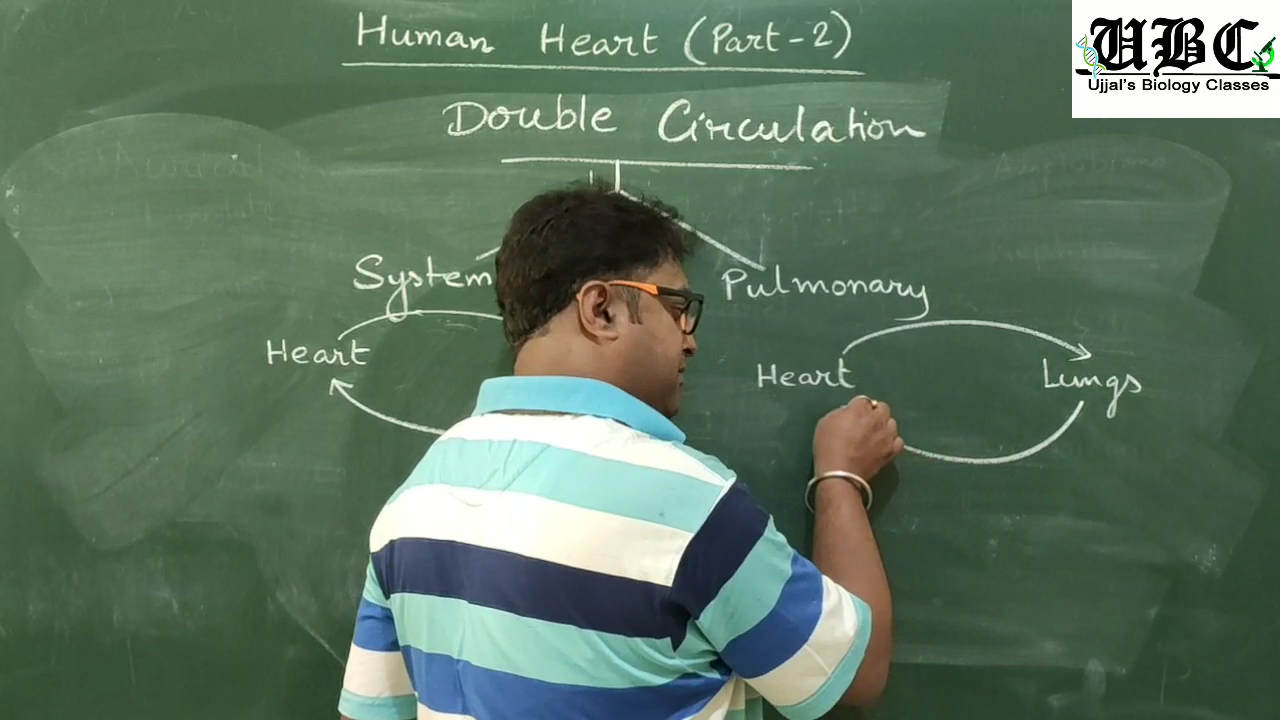 Human Heart (Part-2)
UBC
Ujjal's Biology Classes
Double Circulation
System
Pulmonary
Heart
Heart
Lungs